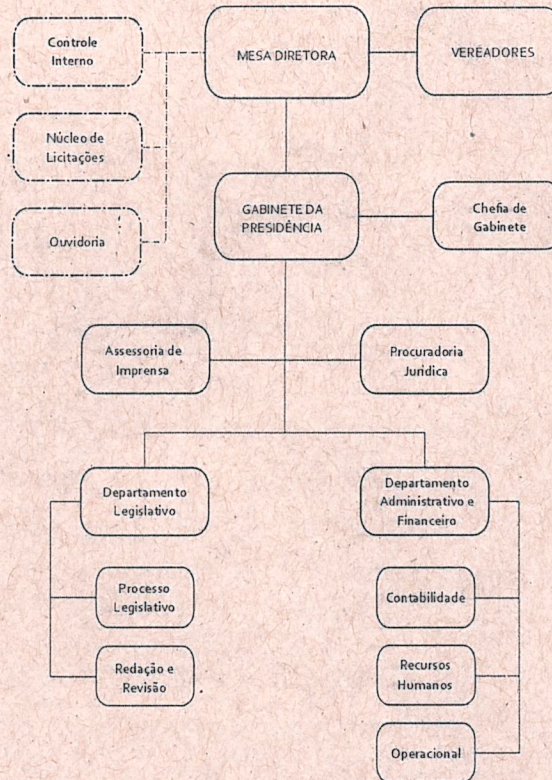 Controle
Interno
MESA DIRETORA
VEREADORES
Núcleo de
Licitações
Ouvidoria
GABINETE DA
PRESIDÊNCIA
Chefia de
Gabinete
Assessoria de
Imprensa
Procuradoria
Jurídica
Departamento
Legislativo
Departamento
Administrativo e
Financeiro
Processo
Legislativo
Contabilidade
Redação e
Revisão
Recursos
Humanos
Operacional